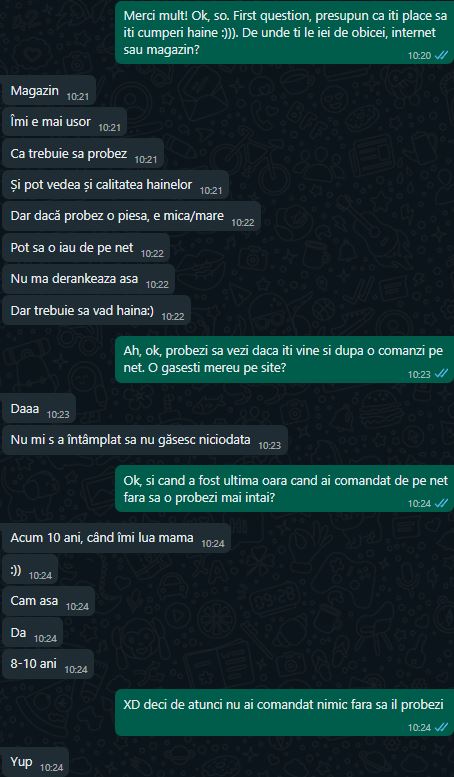 Merci mult! Ok, so. First question, presupun ca iti place sa
iti cumperi haine :))). De unde ti le iei de obicei, internet
sau magazin?
10:20
Magazin 10:21
Îmi e mai usor 10:21
Ca trebuie sa probez 10:21
Și pot vedea și calitatea hainelor 10:21
Dar dacă probez o piesa, e mica/mare 10:22
Pot sa o iau de pe net 10:22
Nu ma derankeaza asa 10:22
Dar trebuie sa vad haina:) 10:22
Ah, ok, probezi sa vezi daca iti vine si dupa o comanzi pe
net. O gasesti mereu pe site?
10:23
Daaa 10:23
Nu mi s a întâmplat sa nu găsesc niciodata 10:23
Ok, si cand a fost ultima oara cand ai comandat de pe net
fara sa o probezi mai intai?
10:24
Acum 10 ani, când îmi lua mama 10:24
:)) 10:24
Cam asa 10:24
Da 10:24
8-10 ani 10:24
XD deci de atunci nu ai comandat nimic fara sa il probezi
10:24
Yup 10:24